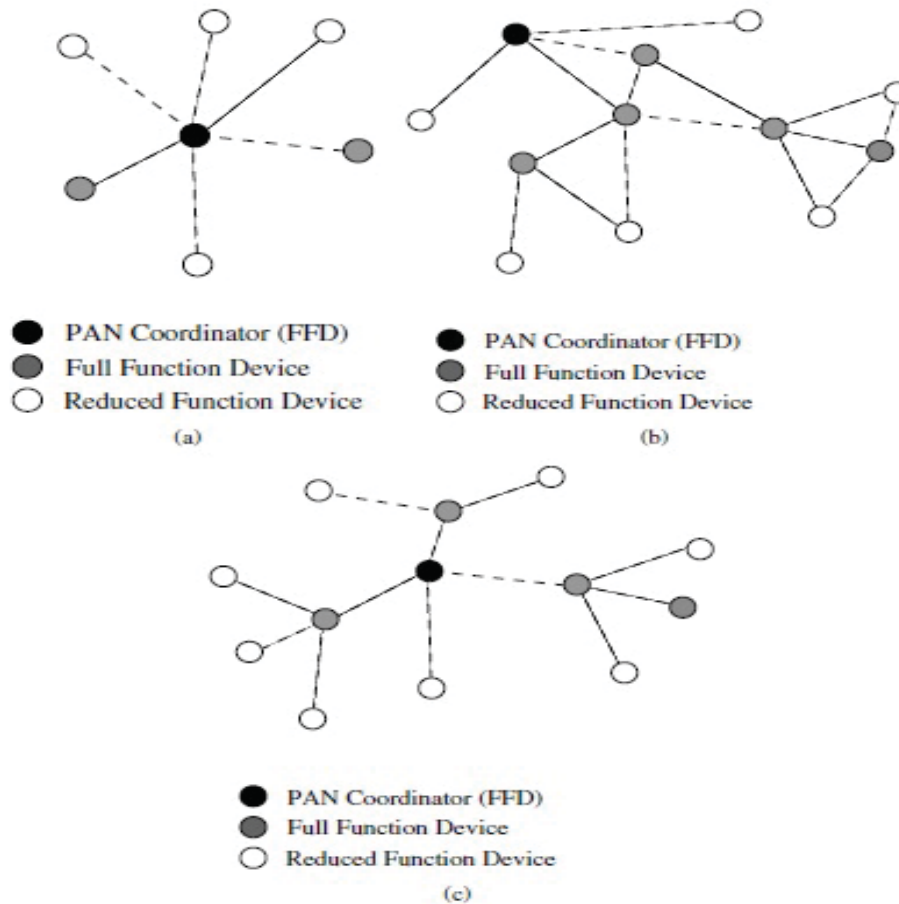 PAN Coordinator (FFD)
Full Function Device
Reduced Function Device
(a)
PAN Coordinator (FFD)
Full Function Device
Reduced Function Device
(b)
PAN Coordinator (FFD)
Full Function Device
Reduced Function Device
(c)